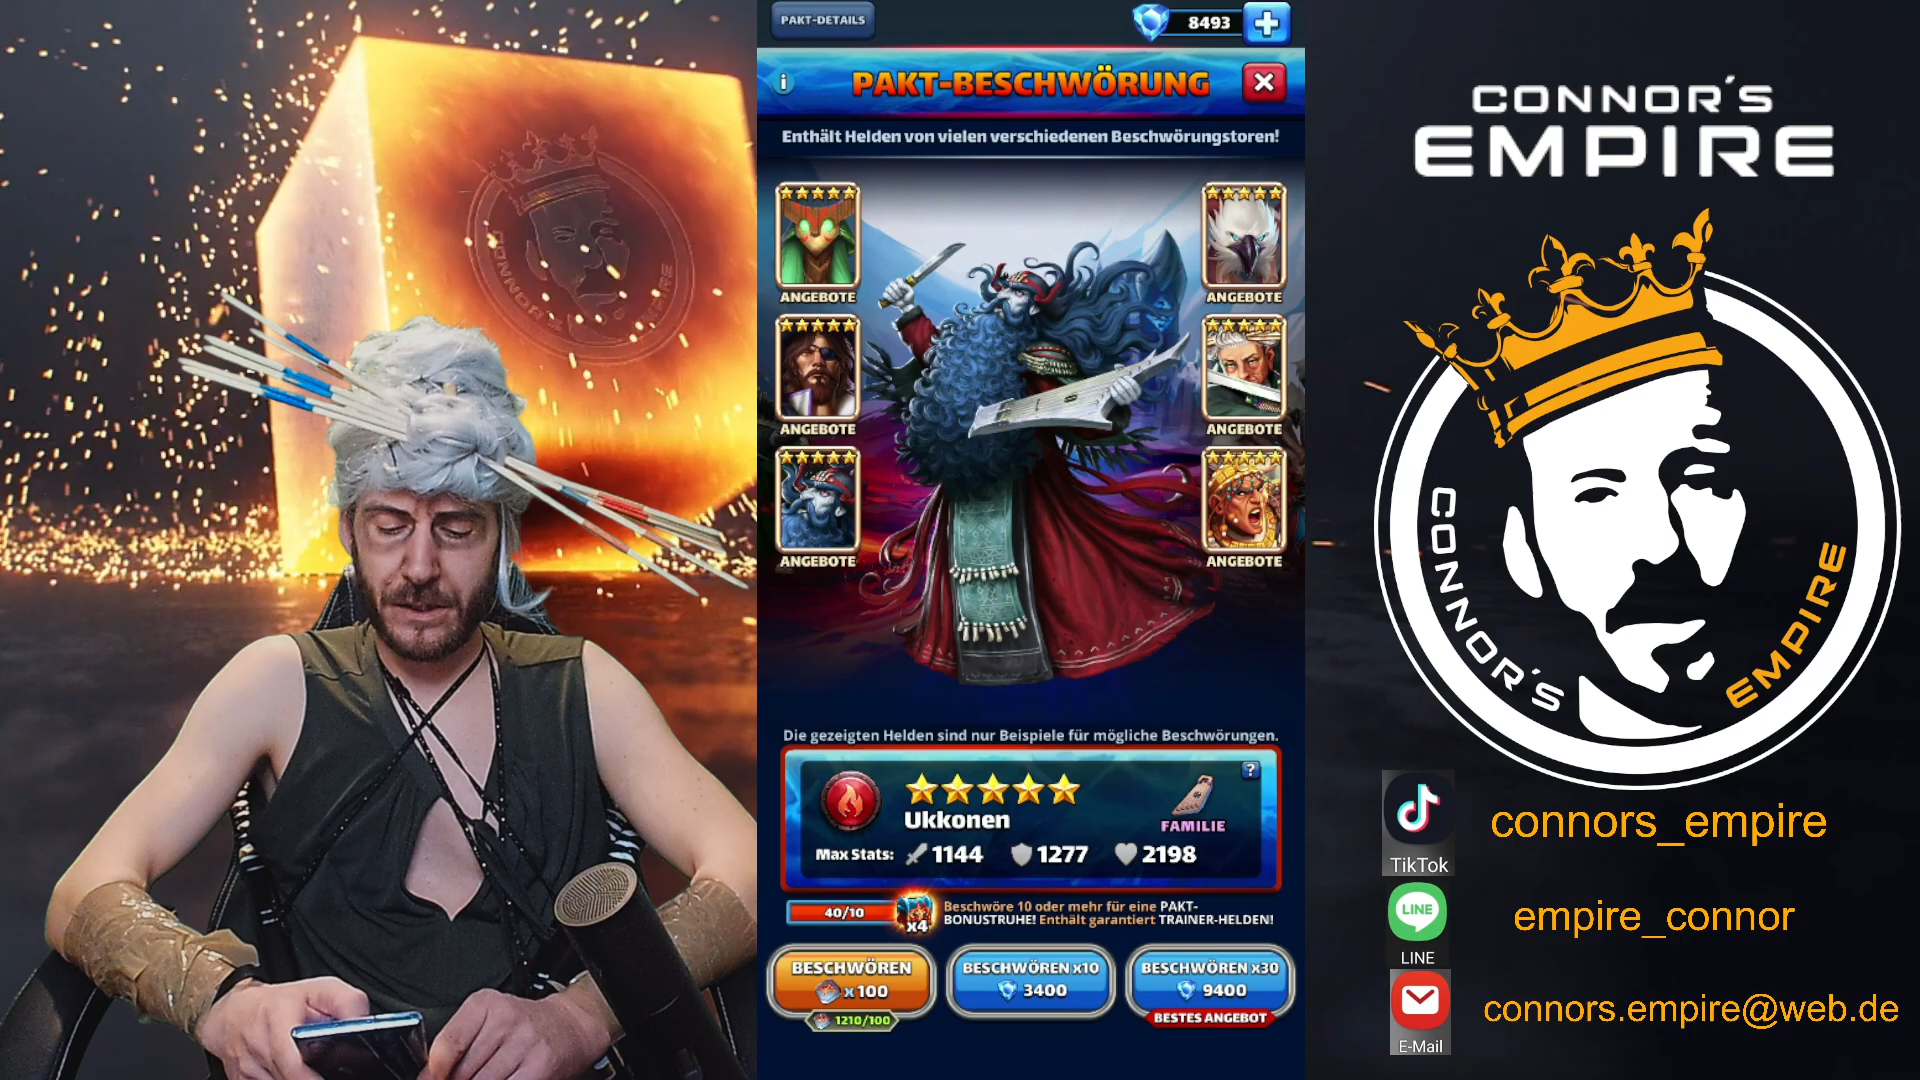 PAKT-DETAILS
8493
PAKT-BESCHWÖRUNG
Enthält Helden von vielen verschiedenen Beschwörungstoren!
ANGEBOTE
ANGEBOTE
ANGEBOTE
ANGEBOTE
ANGEBOTE
ANGEBOTE
Die gezeigten Helden sind nur Beispiele für mögliche Beschwörungen.
?
Ukkonen
FAMILIE
Max Stats: 1144 1277 2198
40/10
x4
Beschwöre 10 oder mehr für eine PAKT-
BONUSTRUHE! Enthält garantiert TRAINER-HELDEN!
BESCHWÖREN
x 100
1210/100
BESCHWÖREN x10
3400
BESCHWÖREN x30
9400
BESTES ANGEBOT
CONNOR´S
EMPIRE
CONNOR´S
EMPIRE
TikTok
connors_empire
LINE
LINE
empire_connor
E-Mail
connors.empire@web.de